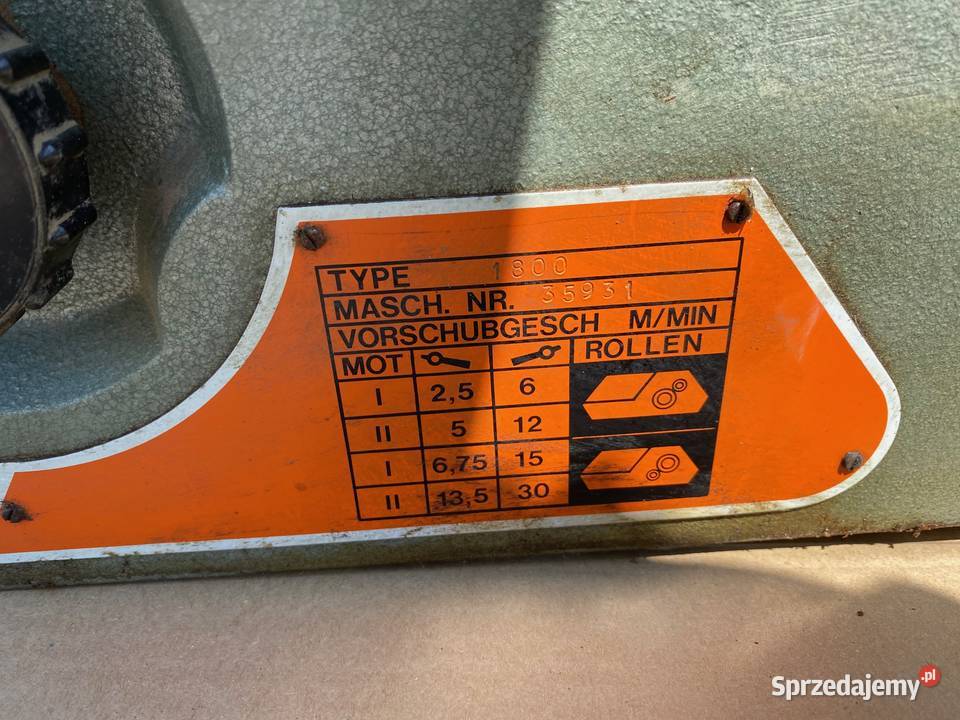 TYPE 1800
MASCH. NR. 35931
VORSCHUBGESCH M/MIN
MOT ROLLEN
I 2,5 6
II 5 12
I 6,75 15
II 13,5 30
Sprzedajemy.pl